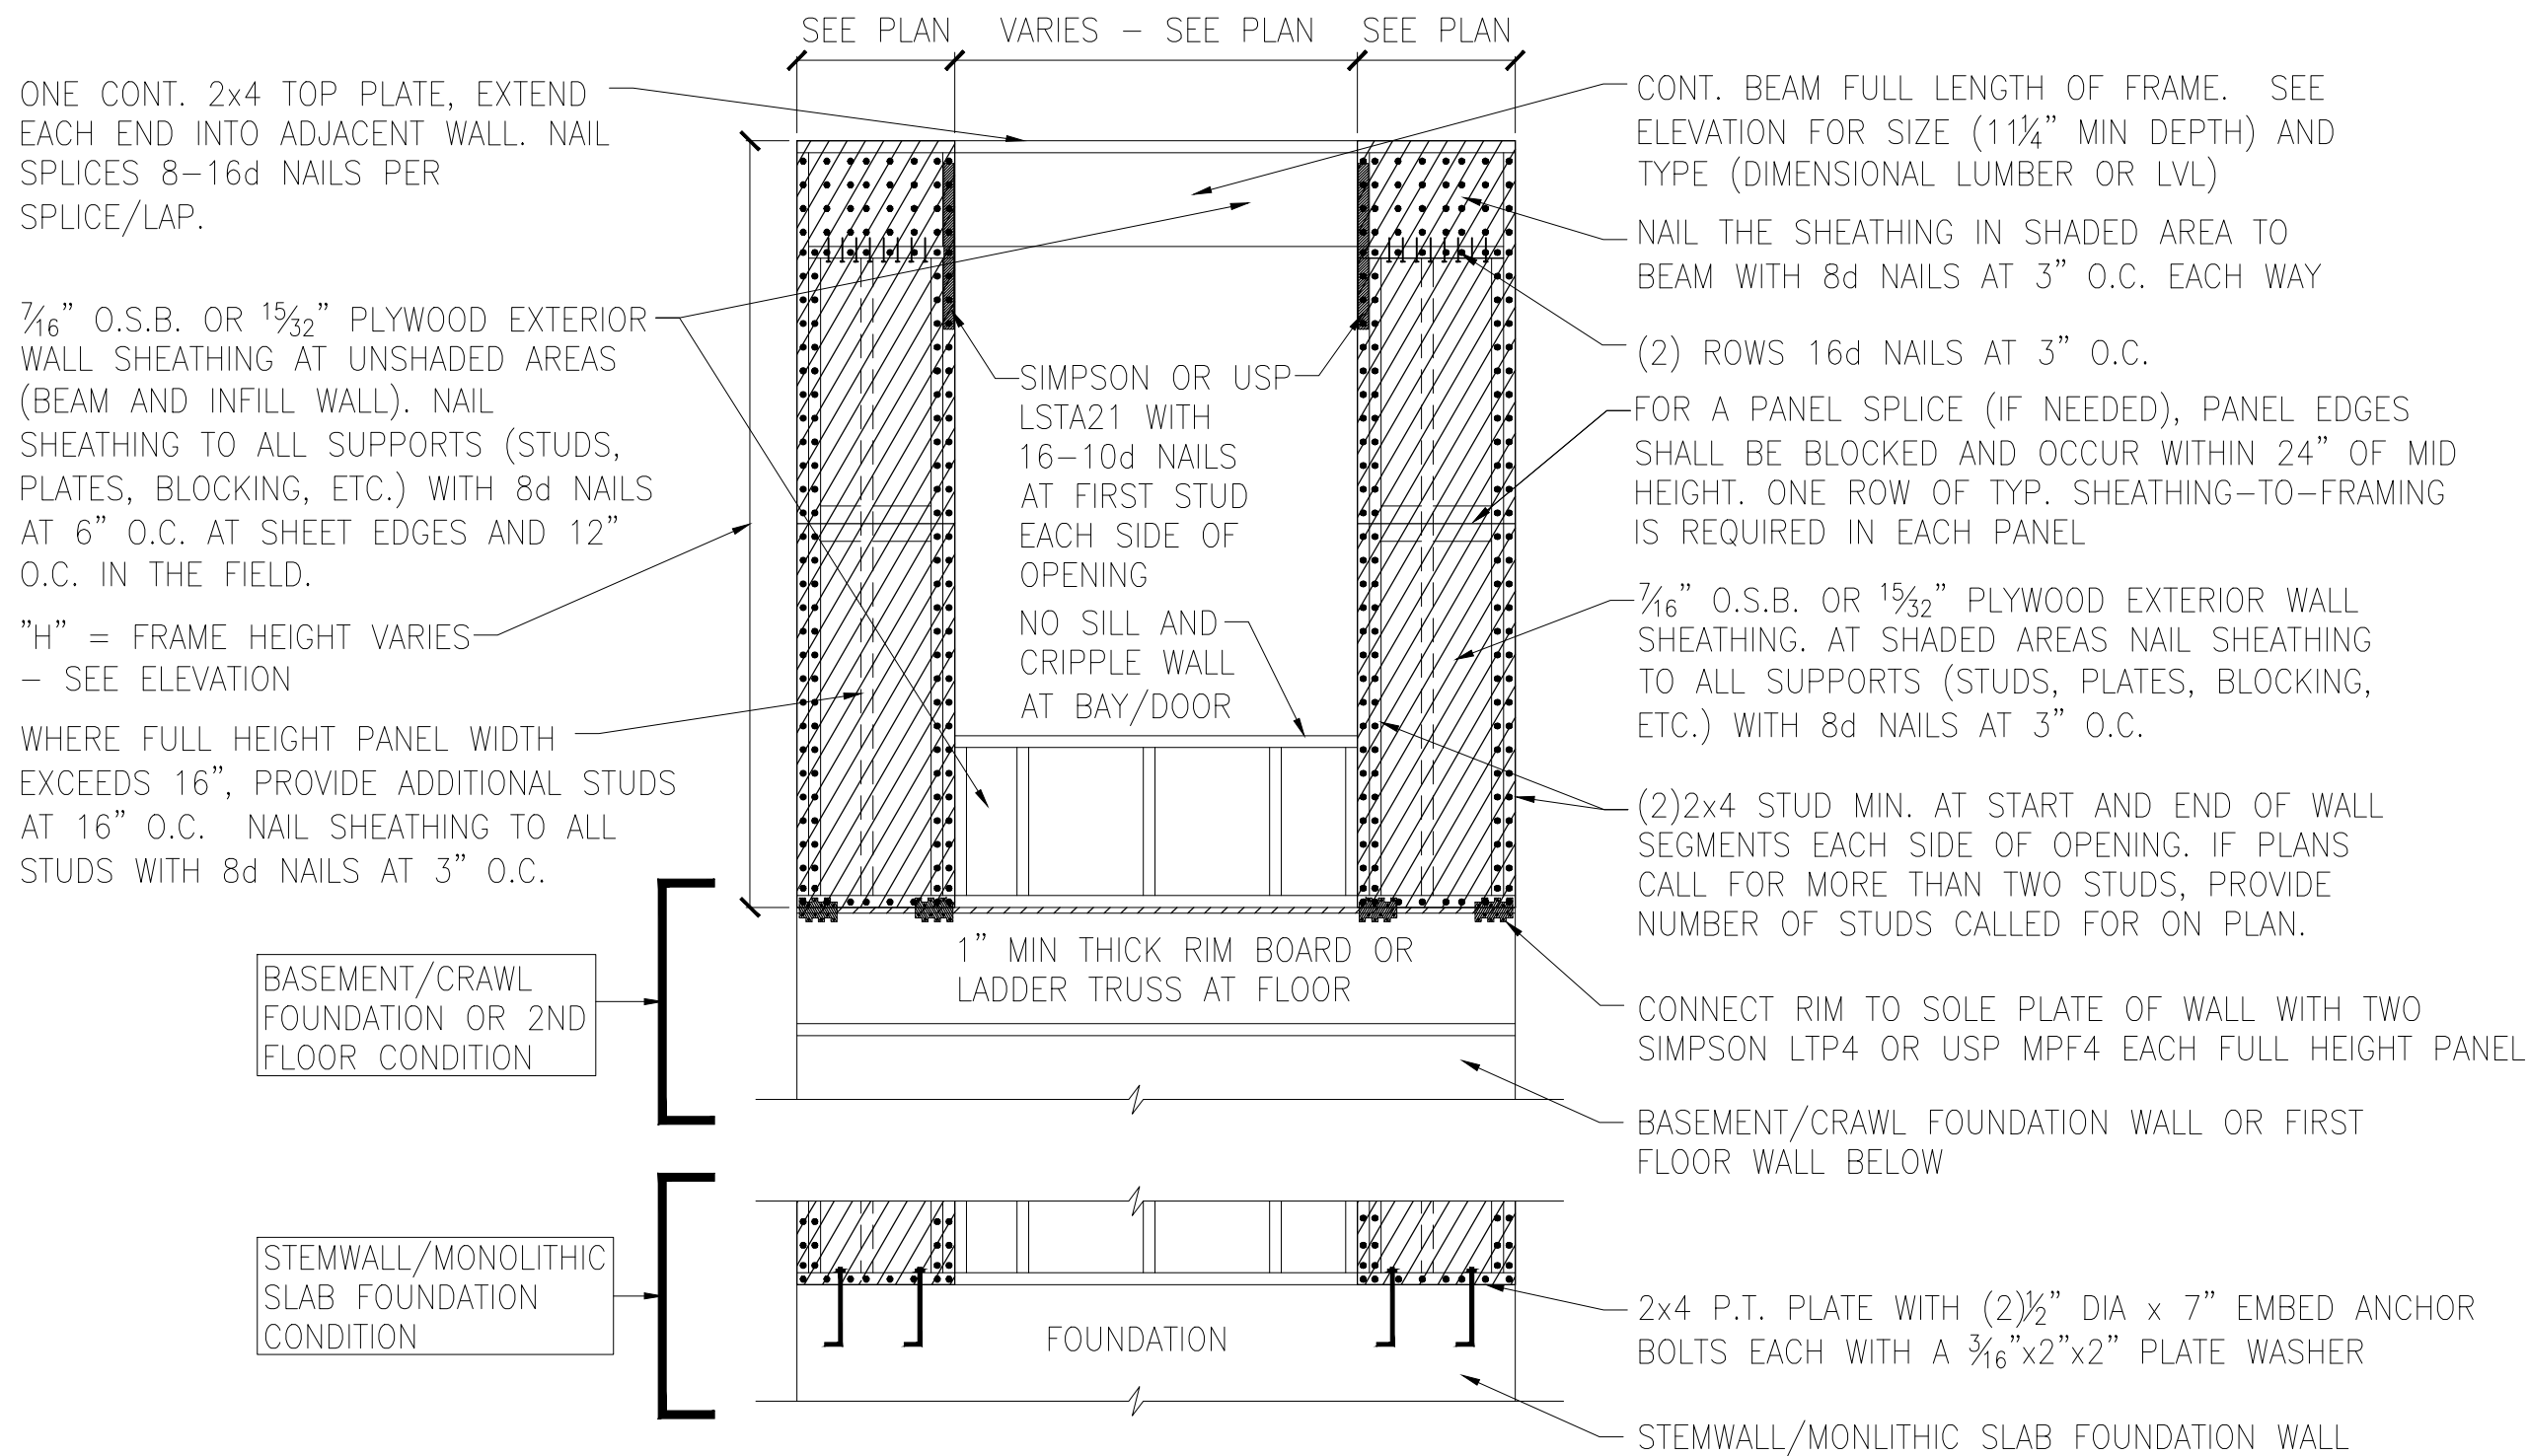 SEE PLAN
VARIES – SEE PLAN
SEE PLAN
ONE CONT. 2x4 TOP PLATE, EXTEND
EACH END INTO ADJACENT WALL. NAIL
SPLICES 8–16d NAILS PER
SPLICE/LAP.
7/16" O.S.B. OR 15/32" PLYWOOD EXTERIOR
WALL SHEATHING AT UNSHADED AREAS
(BEAM AND INFILL WALL). NAIL
SHEATHING TO ALL SUPPORTS (STUDS,
PLATES, BLOCKING, ETC.) WITH 8d NAILS
AT 6" O.C. AT SHEET EDGES AND 12"
O.C. IN THE FIELD.
"H" = FRAME HEIGHT VARIES
– SEE ELEVATION
WHERE FULL HEIGHT PANEL WIDTH
EXCEEDS 16", PROVIDE ADDITIONAL STUDS
AT 16" O.C. NAIL SHEATHING TO ALL
STUDS WITH 8d NAILS AT 3" O.C.
BASEMENT/CRAWL
FOUNDATION OR 2ND
FLOOR CONDITION
STEMWALL/MONOLITHIC
SLAB FOUNDATION
CONDITION
SIMPSON OR USP
LSTA21 WITH
16–10d NAILS
AT FIRST STUD
EACH SIDE OF
OPENING
NO SILL AND
CRIPPLE WALL
AT BAY/DOOR
1" MIN THICK RIM BOARD OR
LADDER TRUSS AT FLOOR
FOUNDATION
CONT. BEAM FULL LENGTH OF FRAME. SEE
ELEVATION FOR SIZE (11¼" MIN DEPTH) AND
TYPE (DIMENSIONAL LUMBER OR LVL)
NAIL THE SHEATHING IN SHADED AREA TO
BEAM WITH 8d NAILS AT 3" O.C. EACH WAY
(2) ROWS 16d NAILS AT 3" O.C.
FOR A PANEL SPLICE (IF NEEDED), PANEL EDGES
SHALL BE BLOCKED AND OCCUR WITHIN 24" OF MID
HEIGHT. ONE ROW OF TYP. SHEATHING–TO–FRAMING
IS REQUIRED IN EACH PANEL
7/16" O.S.B. OR 15/32" PLYWOOD EXTERIOR WALL
SHEATHING. AT SHADED AREAS NAIL SHEATHING
TO ALL SUPPORTS (STUDS, PLATES, BLOCKING,
ETC.) WITH 8d NAILS AT 3" O.C.
(2)2x4 STUD MIN. AT START AND END OF WALL
SEGMENTS EACH SIDE OF OPENING. IF PLANS
CALL FOR MORE THAN TWO STUDS, PROVIDE
NUMBER OF STUDS CALLED FOR ON PLAN.
CONNECT RIM TO SOLE PLATE OF WALL WITH TWO
SIMPSON LTP4 OR USP MPF4 EACH FULL HEIGHT PANEL
BASEMENT/CRAWL FOUNDATION WALL OR FIRST
FLOOR WALL BELOW
2x4 P.T. PLATE WITH (2)½" DIA x 7" EMBED ANCHOR
BOLTS EACH WITH A 3/16"x2"x2" PLATE WASHER
STEMWALL/MONLITHIC SLAB FOUNDATION WALL